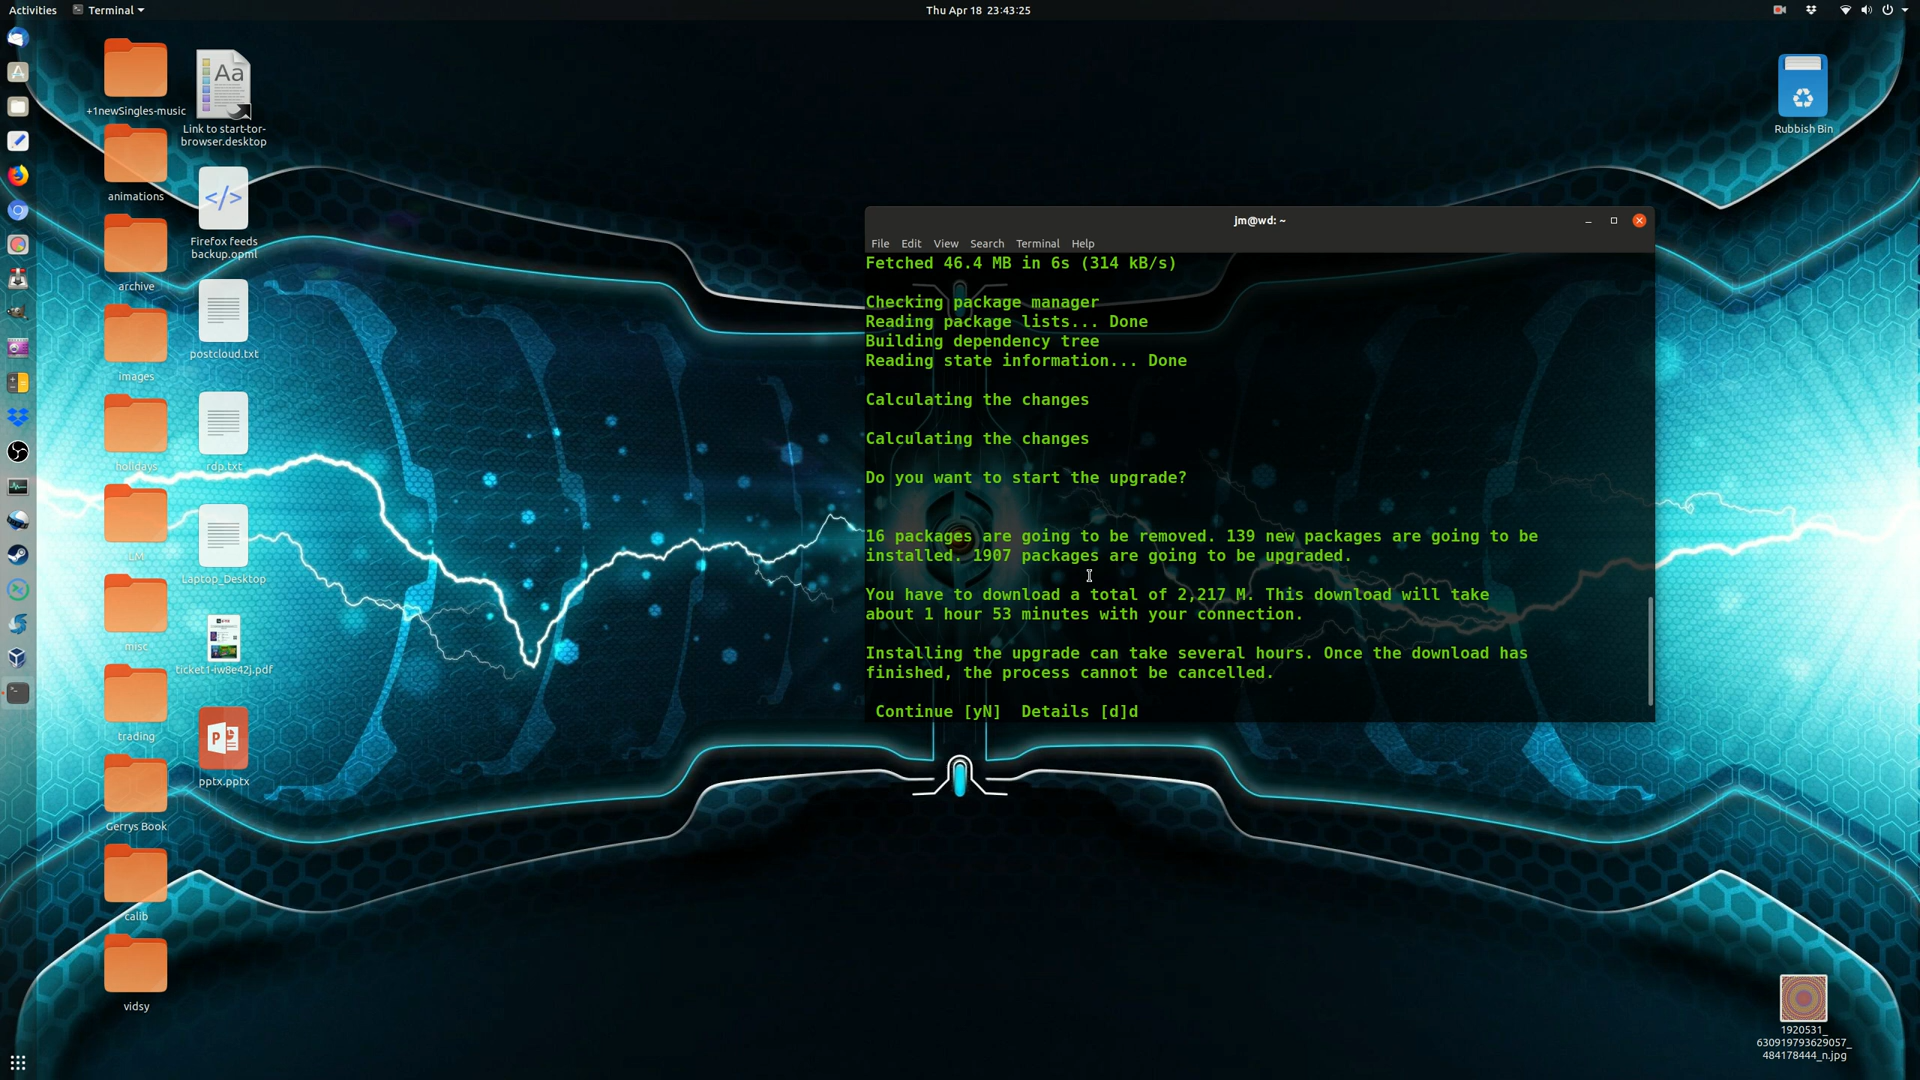 Activities
Terminal
Thu Apr 18 23:43:25
+1newSingles-music
animations
archive
images
holidays
LM
misc
trading
Gerrys Book
calib
vidsy
Aa
Link to start-tor-
browser.desktop
</>
Firefox feeds
backup.opml
postcloud.txt
rdp.txt
Laptop_Desktop
ticket1-iw8e42j.pdf
P
pptx.pptx
Rubbish Bin
jm@wd: ~
File Edit View Search Terminal Help
Fetched 46.4 MB in 6s (314 kB/s)
Checking package manager
Reading package lists... Done
Building dependency tree
Reading state information... Done
Calculating the changes
Calculating the changes
Do you want to start the upgrade?
16 packages are going to be removed. 139 new packages are going to be
installed. 1907 packages are going to be upgraded.
You have to download a total of 2,217 M. This download will take
about 1 hour 53 minutes with your connection.
Installing the upgrade can take several hours. Once the download has
finished, the process cannot be cancelled.
Continue [yN]  Details [d]d
1920531_
630919793629057_
484178444_n.jpg